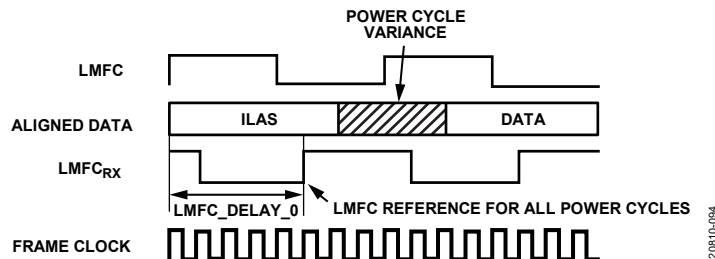 POWER CYCLE
VARIANCE
LMFC
ALIGNED DATA
ILAS
DATA
LMFCRX
LMFC_DELAY_0
LMFC REFERENCE FOR ALL POWER CYCLES
FRAME CLOCK
20810-094